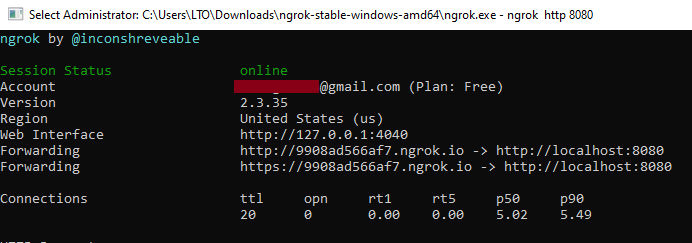 Select Administrator: C:\Users\LTO\Downloads\ngrok-stable-windows-amd64\ngrok.exe - ngrok http 8080
ngrok by @inconshreveable
Session Status online
Account @gmail.com (Plan: Free)
Version 2.3.35
Region United States (us)
Web Interface http://127.0.0.1:4040
Forwarding http://9908ad566af7.ngrok.io -> http://localhost:8080
Forwarding https://9908ad566af7.ngrok.io -> http://localhost:8080
Connections ttl opn rt1 rt5 p50 p90
20 0 0.00 0.00 5.02 5.49